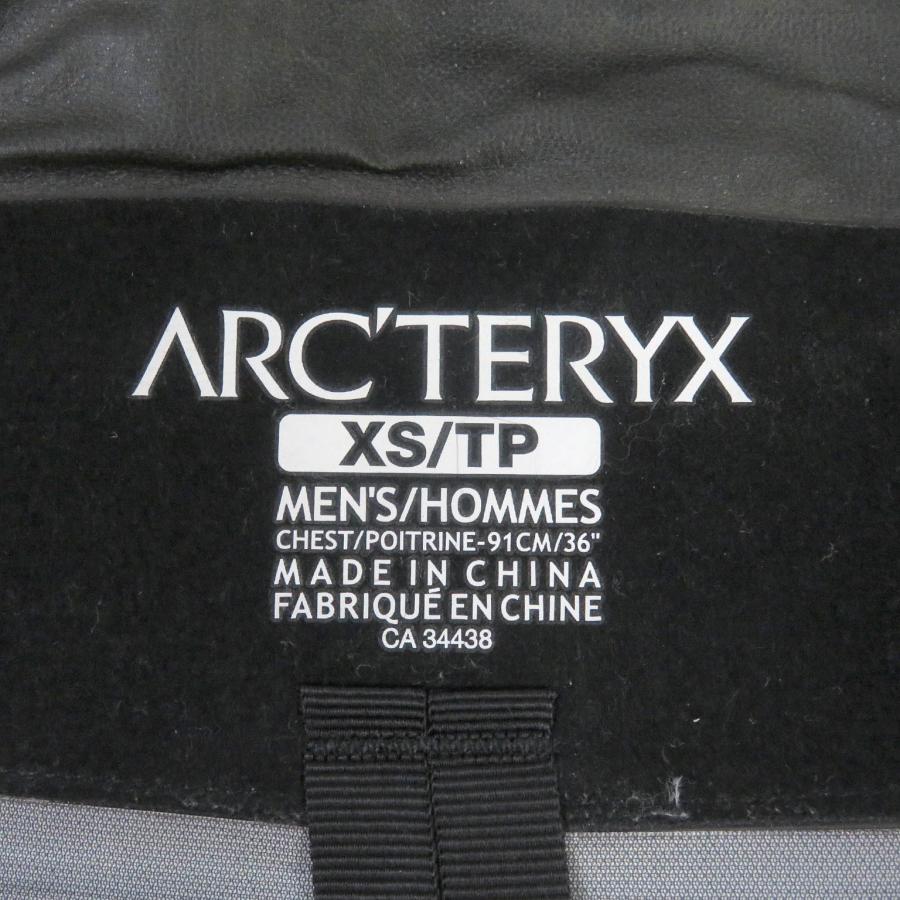 ARC'TERYX
XS/TP
MEN'S/HOMMES
CHEST/POITRINE-91CM/36"
MADE IN CHINA
FABRIQUÉ EN CHINE
CA 34438